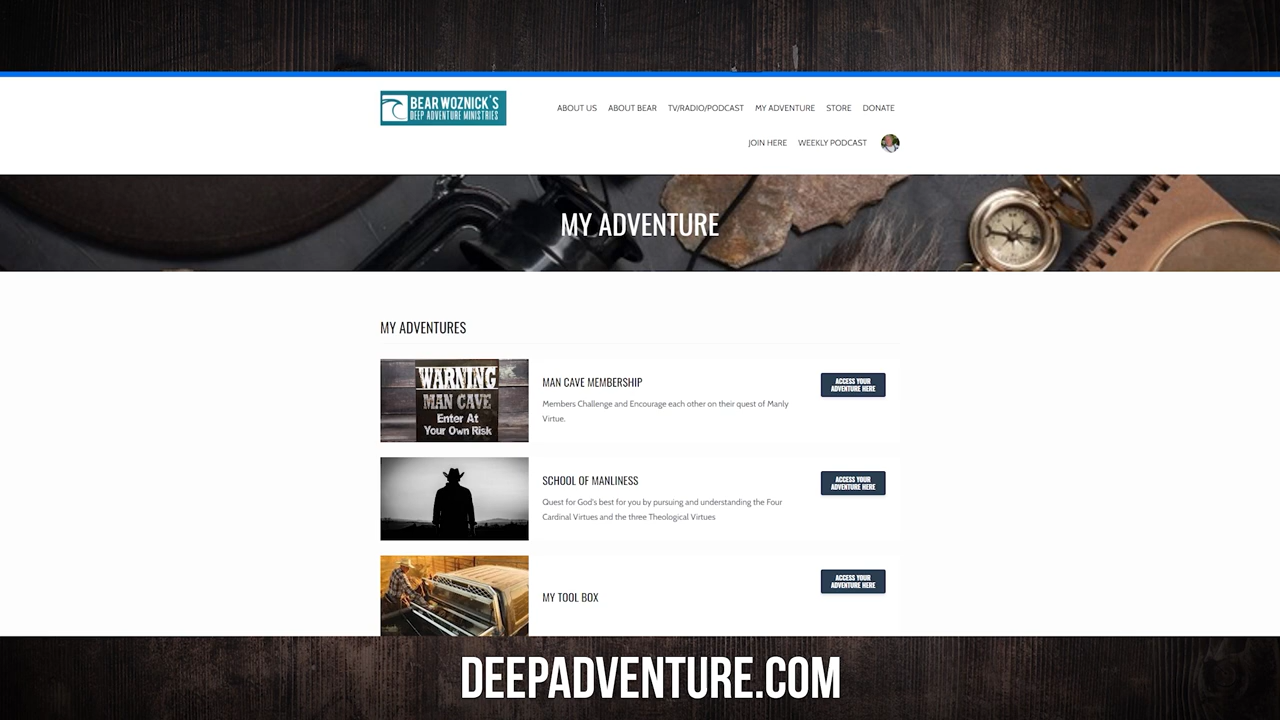 BEAR WOZNICK'S
DEEP ADVENTURE MINISTRIES
ABOUT US ABOUT BEAR TV/RADIO/PODCAST MY ADVENTURE STORE DONATE
JOIN HERE WEEKLY PODCAST
MY ADVENTURE
MY ADVENTURES
WARNING
MAN CAVE
Enter At
Your Own Risk
MAN CAVE MEMBERSHIP
Members Challenge and Encourage each other on their quest of Manly
Virtue.
ACCESS YOUR
ADVENTURE HERE
SCHOOL OF MANLINESS
Quest for God's best for you by pursuing and understanding the Four
Cardinal Virtues and the three Theological Virtues
ACCESS YOUR
ADVENTURE HERE
MY TOOL BOX
ACCESS YOUR
ADVENTURE HERE
DEEPADVENTURE.COM